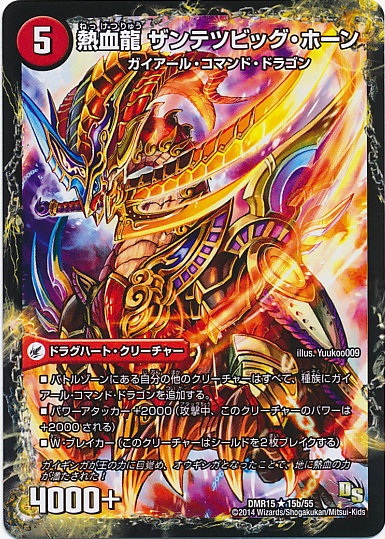 5
ねっけつりゅう
熱血龍 ザンテツビッグ・ホーン
ガイアール・コマンド・ドラゴン
ドラグハート・クリーチャー
illus. Yuukoo009
■ バトルゾーンにある自分の他のクリーチャーはすべて、種族にガイ
アール・コマンド・ドラゴンを追加する。
■ パワーアタッカー+2000(攻撃中、このクリーチャーのパワーは
+2000される)
■ W・ブレイカー(このクリーチャーはシールドを2枚ブレイクする)
ガイギンガが王の力に目覚め、オウギンガとなったことで、地に熱血の力
が満たされた!
4000+
DS
DMR15 ★ 15b/55
©2014 Wizards/Shogakukan/Mitsui-Kids